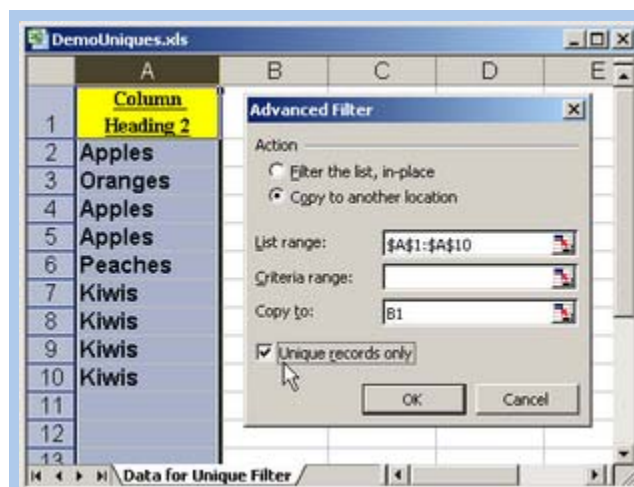 DemoUniques.xls
A B C D E
1 Column Heading 2
2 Apples
3 Oranges
4 Apples
5 Apples
6 Peaches
7 Kiwis
8 Kiwis
9 Kiwis
10 Kiwis
11
12
13
Advanced Filter
Action
Filter the list, in-place
Copy to another location
List range: $A$1:$A$10
Criteria range:
Copy to: B1
Unique records only
OK Cancel
Data for Unique Filter